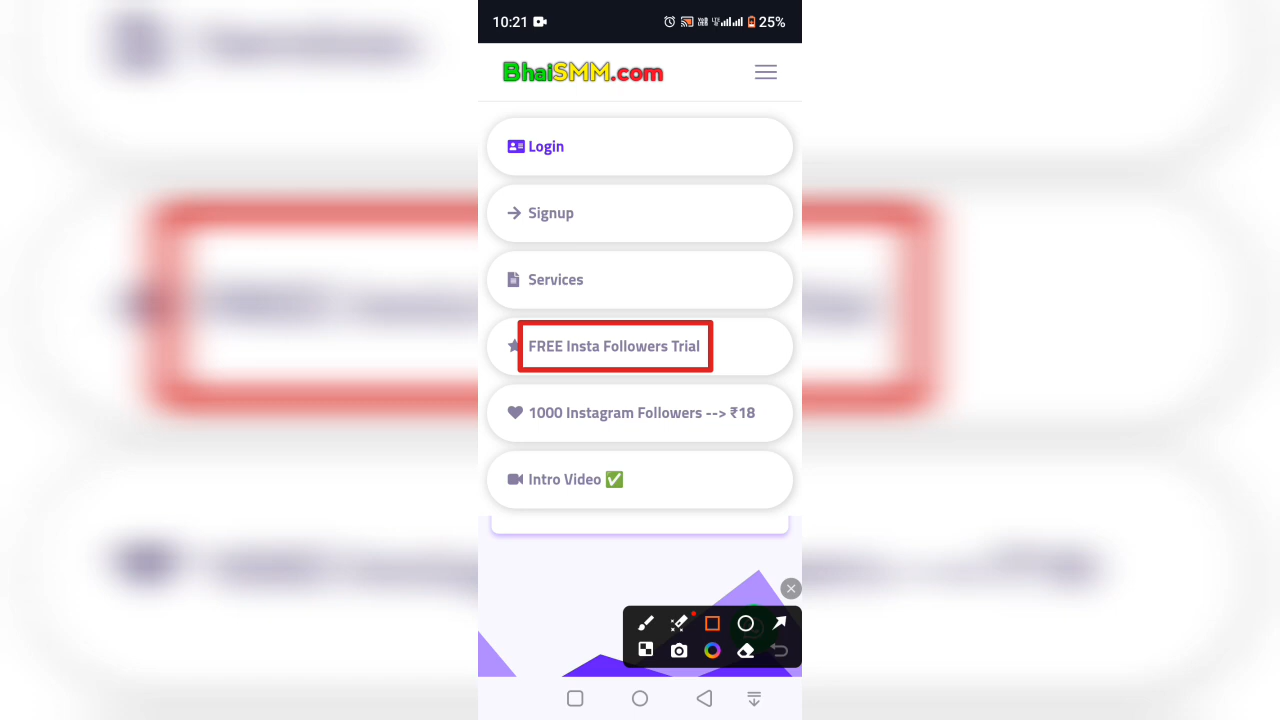 10:21 25%
BhaiSMM.com
Login
Signup
Services
FREE Insta Followers Trial
1000 Instagram Followers --> ₹18
Intro Video ✅